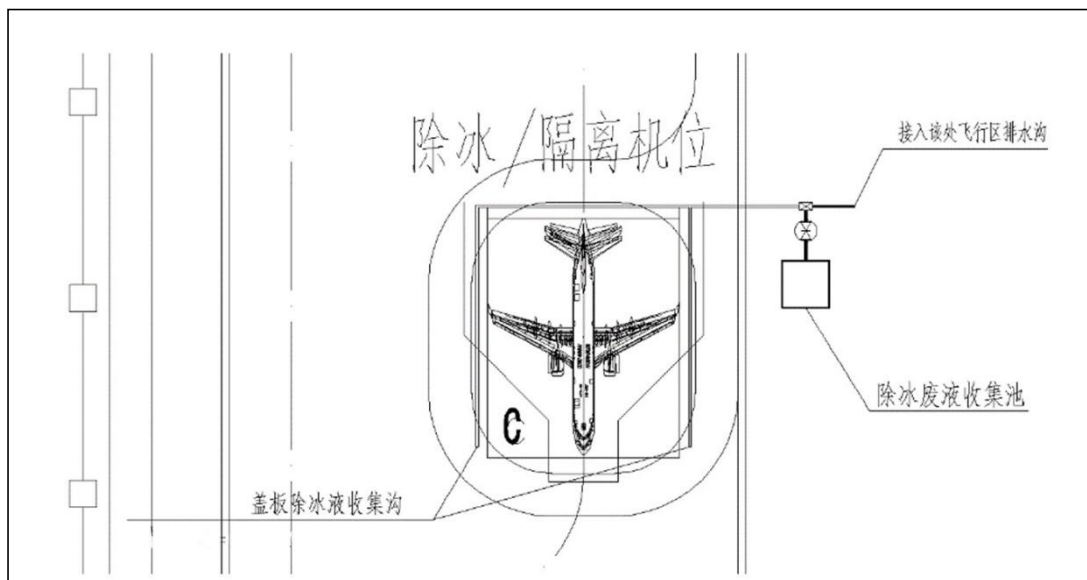 除冰/隔离机位
接入该处飞行区排水沟
除冰废液收集池
C
盖板除冰液收集沟